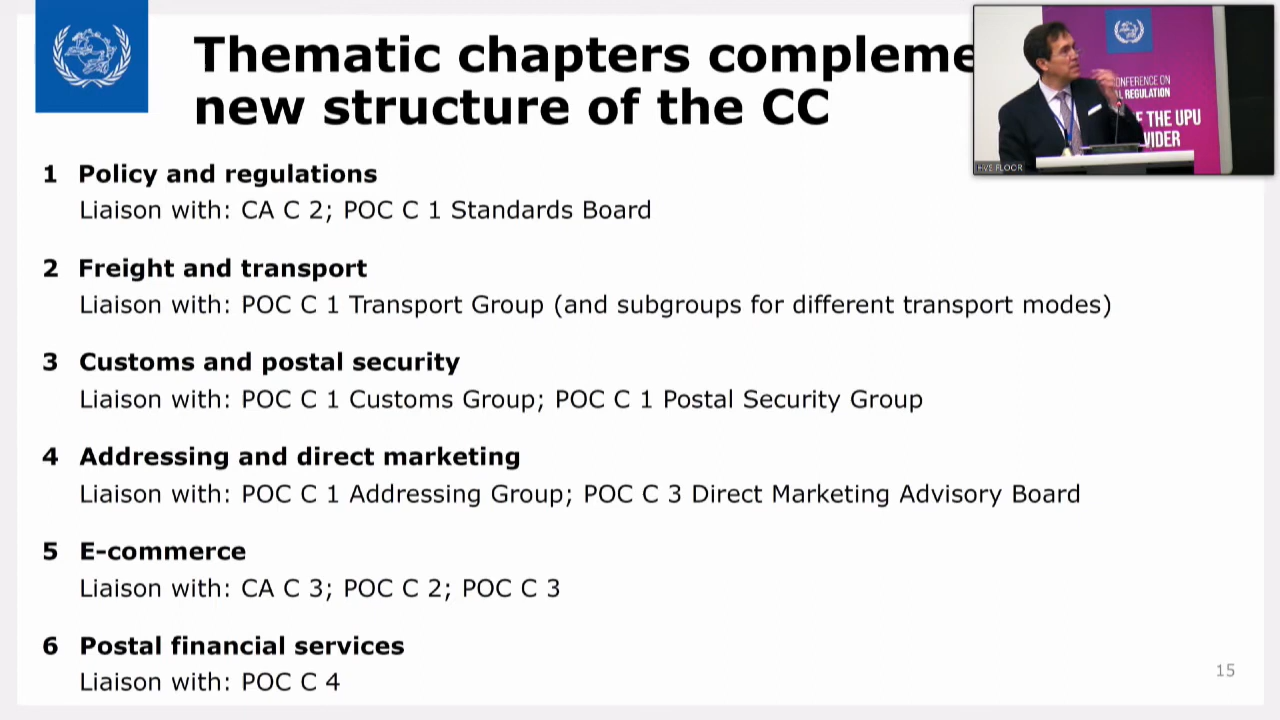 Thematic chapters compleme
new structure of the CC
1 Policy and regulations
Liaison with: CA C 2; POC C 1 Standards Board
2 Freight and transport
Liaison with: POC C 1 Transport Group (and subgroups for different transport modes)
3 Customs and postal security
Liaison with: POC C 1 Customs Group; POC C 1 Postal Security Group
4 Addressing and direct marketing
Liaison with: POC C 1 Addressing Group; POC C 3 Direct Marketing Advisory Board
5 E-commerce
Liaison with: CA C 3; POC C 2; POC C 3
6 Postal financial services
Liaison with: POC C 4
15
ONFERENCE ON
L REGULATION
E THE UPU
VIDER
FLOOR